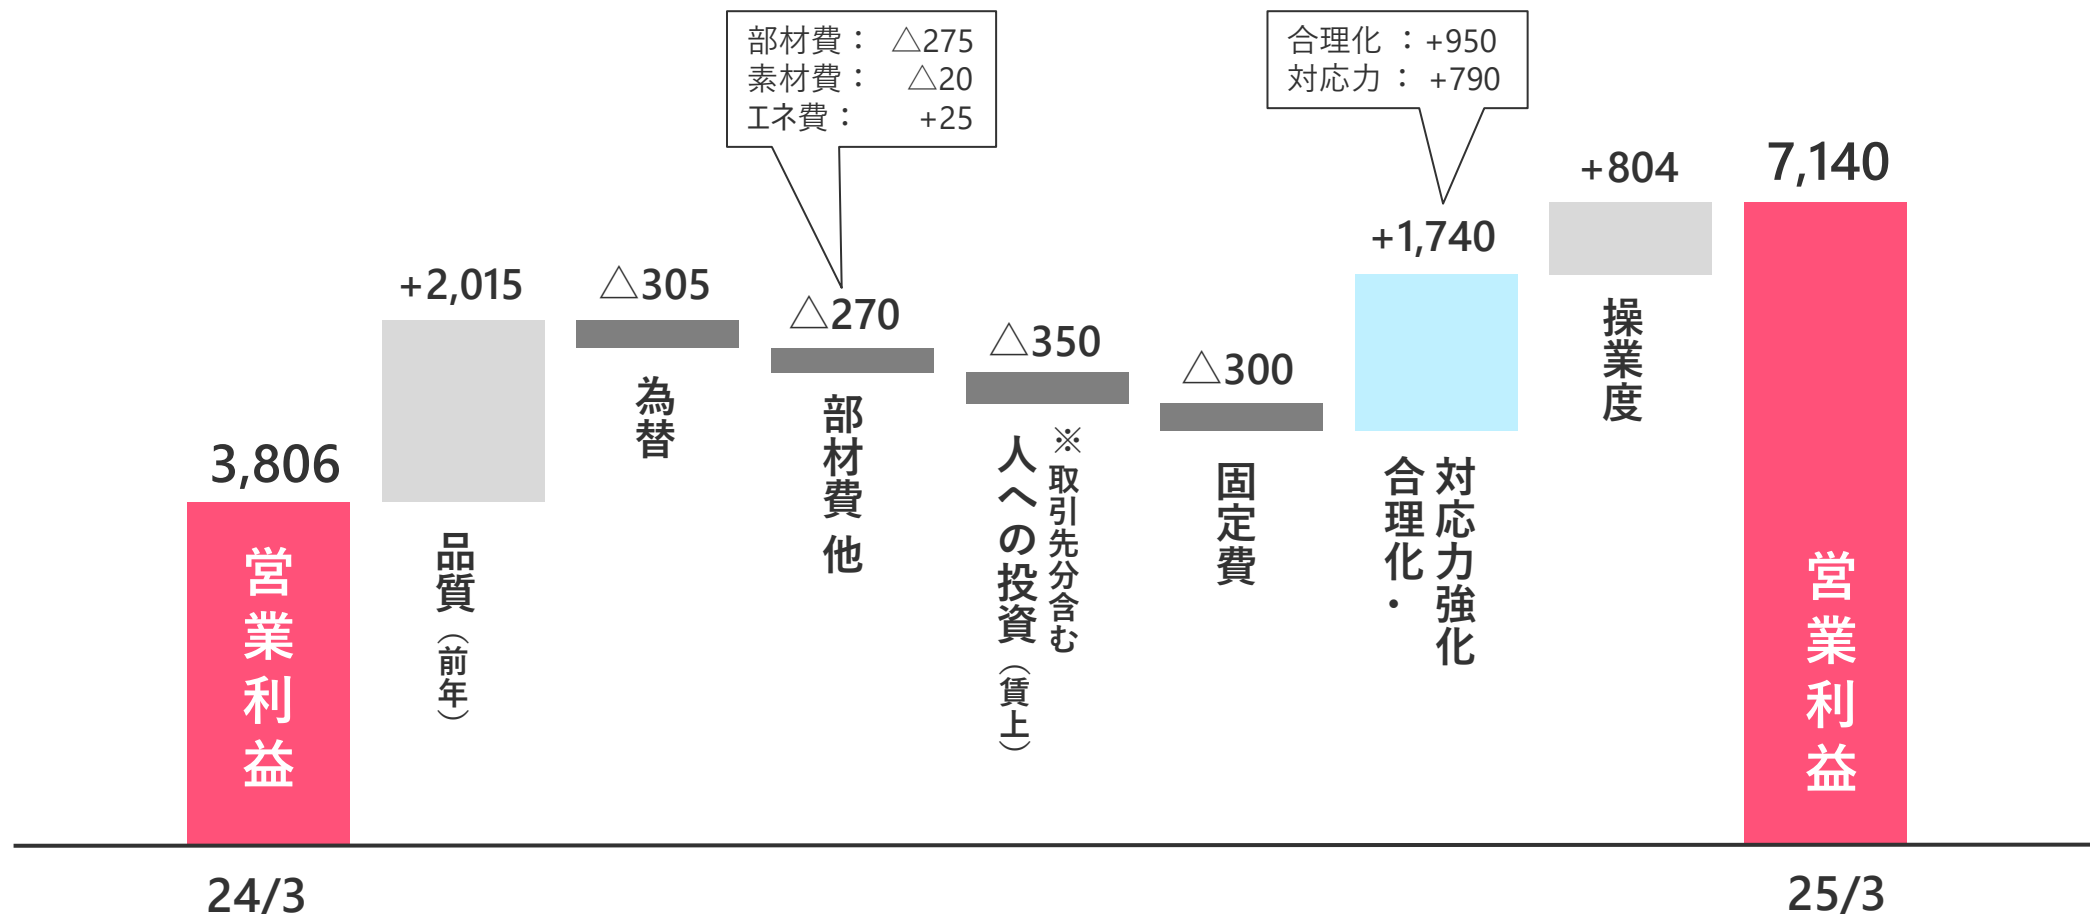 部材費： △275
素材費： △20
エネ費： +25
合理化 ：+950
対応力 ： +790
3,806
営業利益
+2,015
品質（前年）
△305
為替
△270
部材費 他
△350
人への投資（賃上）
※取引先分含む
△300
固定費
+1,740
合理化・
対応力強化
+804
操業度
7,140
営業利益
24/3
25/3